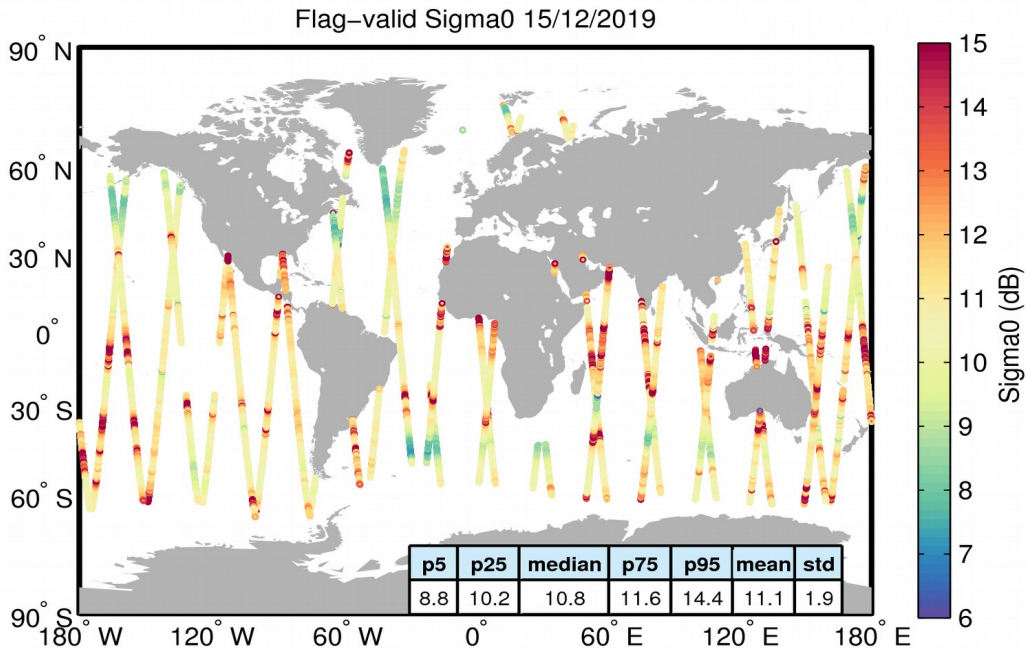 Flag−valid Sigma0 15/12/2019
90° N
60° N
30° N
0°
30° S
60° S
90° S
180° W 120° W 60° W 0° 60° E 120° E 180° E
p5 p25 median p75 p95 mean std
8.8 10.2 10.8 11.6 14.4 11.1 1.9
15
14
13
12
11
10
9
8
7
6
Sigma0 (dB)